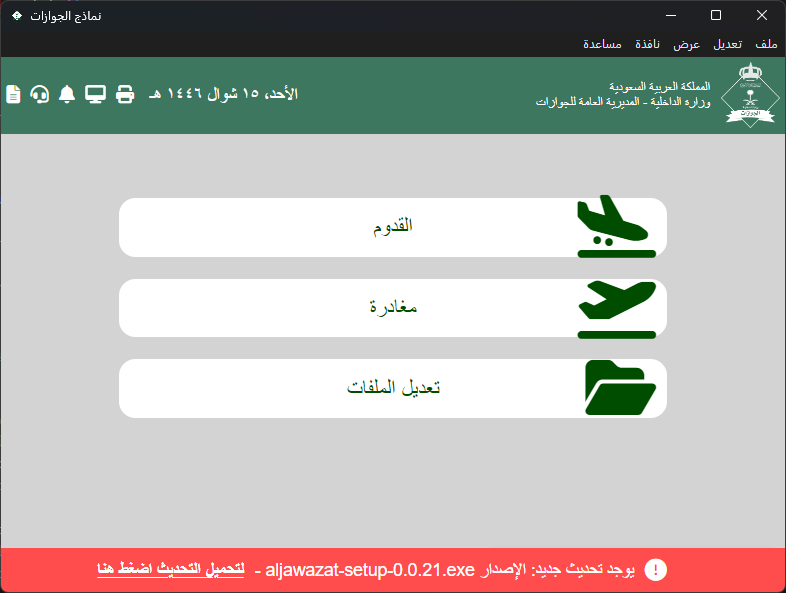 نماذج الجوازات
ملف تعديل عرض نافذة مساعدة
المملكة العربية السعودية
وزارة الداخلية - المديرية العامة للجوازات
الأحد، ١٥ شوال ١٤٤٦ هـ
الجوازات
القدوم
مغادرة
تعديل الملفات
يوجد تحديث جديد: الإصدار aljawazat-setup-0.0.21.exe - لتحميل التحديث اضغط هنا